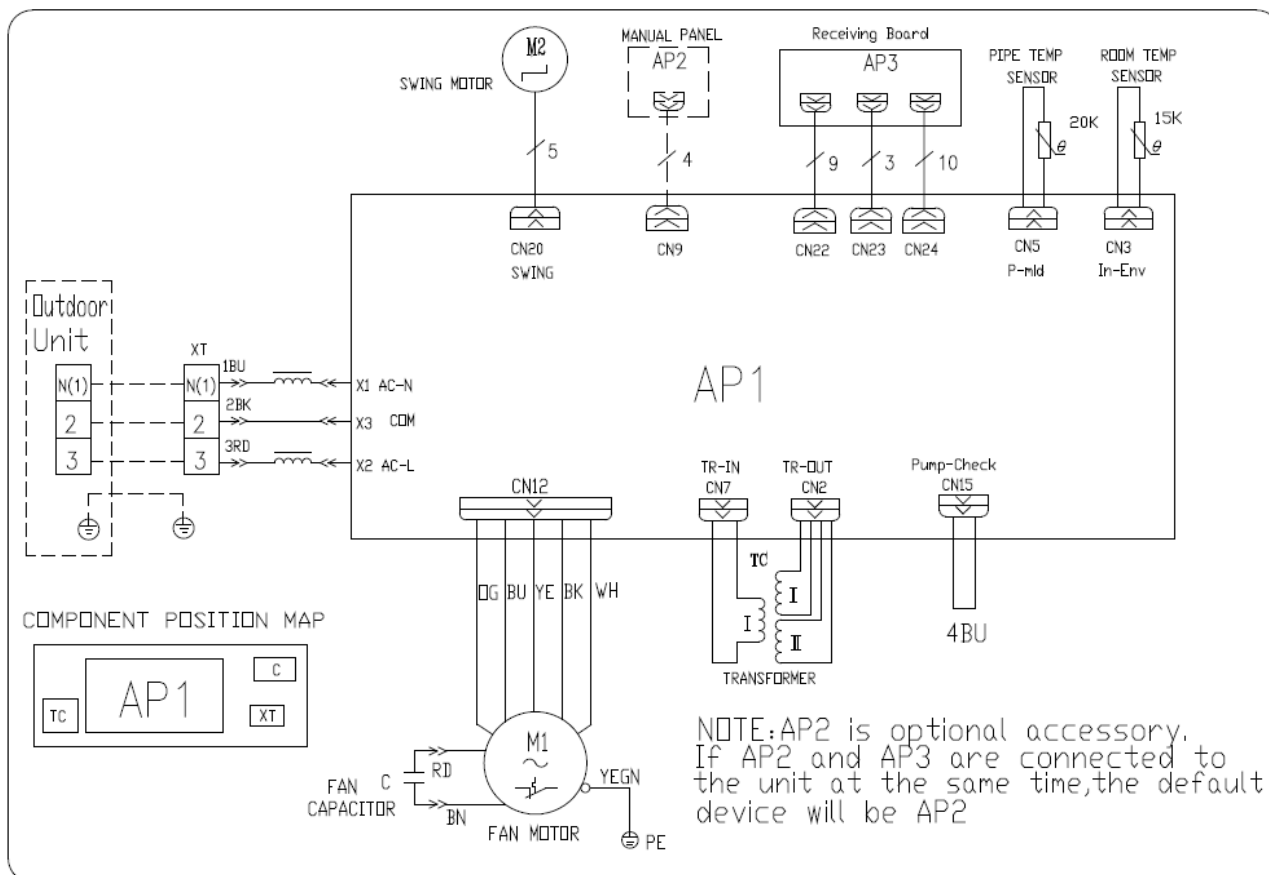 M2
SWING MOTOR
MANUAL PANEL
AP2
Receiving Board
AP3
PIPE TEMP
SENSOR
ROOM TEMP
SENSOR
20K
θ
15K
θ
5
4
9
3
10
CN20
SWING
CN9
CN22
CN23
CN24
CN5
P-mId
CN3
In-Env
Outdoor
Unit
XT
N(1)
2
3
N(1)
2
3
1BU
2BK
3RD
X1 AC-N
X3 COM
X2 AC-L
AP1
CN12
TR-IN
CN7
TR-OUT
CN2
Pump-Check
CN15
OG BU YE BK WH
TC
I
I
II
TRANSFORMER
4BU
COMPONENT POSITION MAP
TC
AP1
C
XT
M1
FAN
CAPACITOR
C
RD
BN
FAN MOTOR
YEGN
PE
NOTE:AP2 is optional accessory.
If AP2 and AP3 are connected to
the unit at the same time,the default
device will be AP2